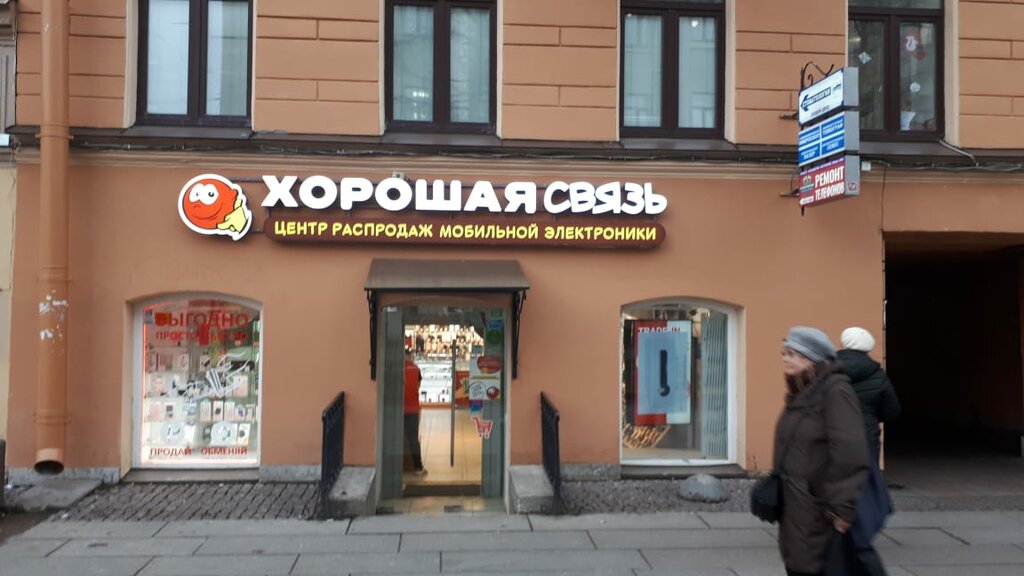 ХОРОШАЯ СВЯЗЬ
ЦЕНТР РАСПРОДАЖ МОБИЛЬНОЙ ЭЛЕКТРОНИКИ
РЕМОНТ
ТЕЛЕФОНОВ
ВЫГОДНО
ПРОДАЙ ОБМЕНЯЙ
TRADE-IN